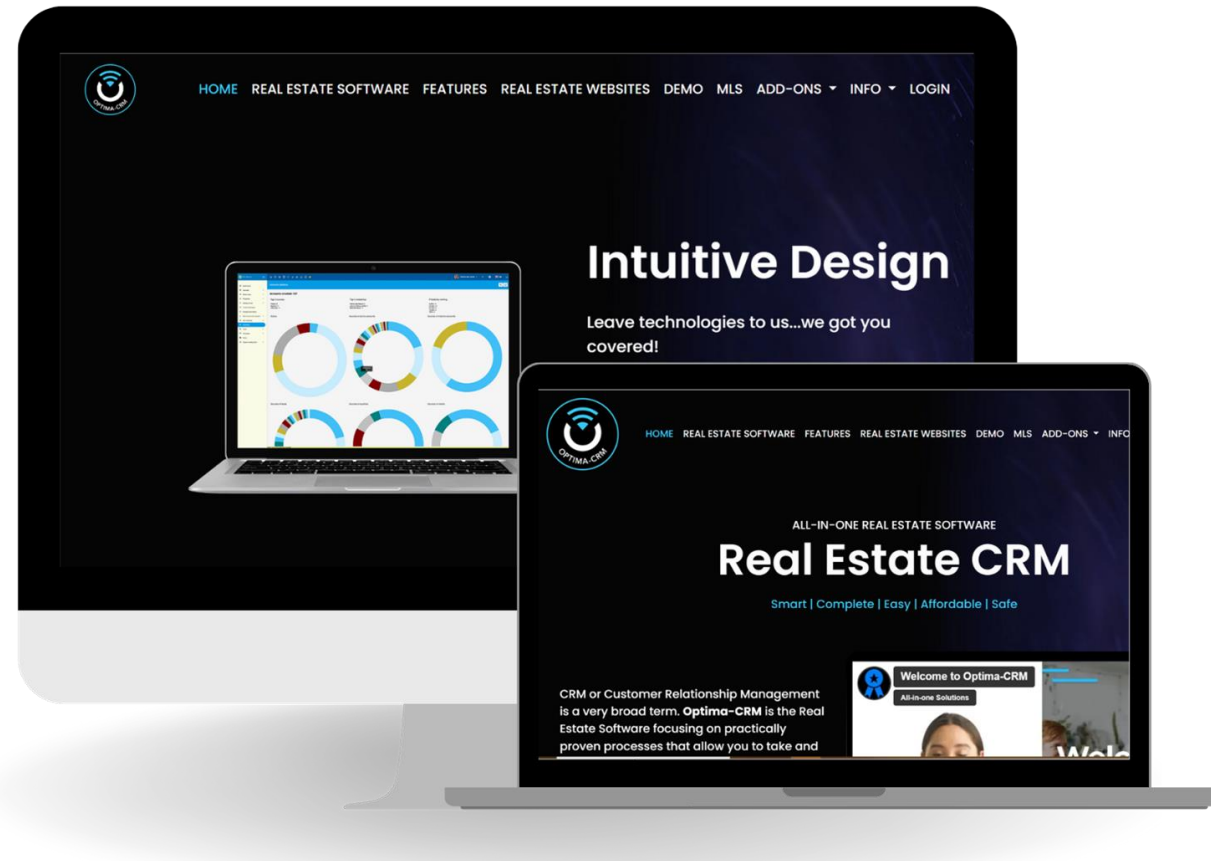 OPTIMA-CRM
HOME REAL ESTATE SOFTWARE FEATURES REAL ESTATE WEBSITES DEMO MLS ADD-ONS INFO LOGIN
Intuitive Design
Leave technologies to us...we got you
covered!
OPTIMA-CRM
HOME REAL ESTATE SOFTWARE FEATURES REAL ESTATE WEBSITES DEMO MLS ADD-ONS INFO
ALL-IN-ONE REAL ESTATE SOFTWARE
Real Estate CRM
Smart | Complete | Easy | Affordable | Safe
CRM or Customer Relationship Management
is a very broad term. Optima-CRM is the Real
Estate Software focusing on practically
proven processes that allow you to take and
Welcome to Optima-CRM
All-in-one Solutions